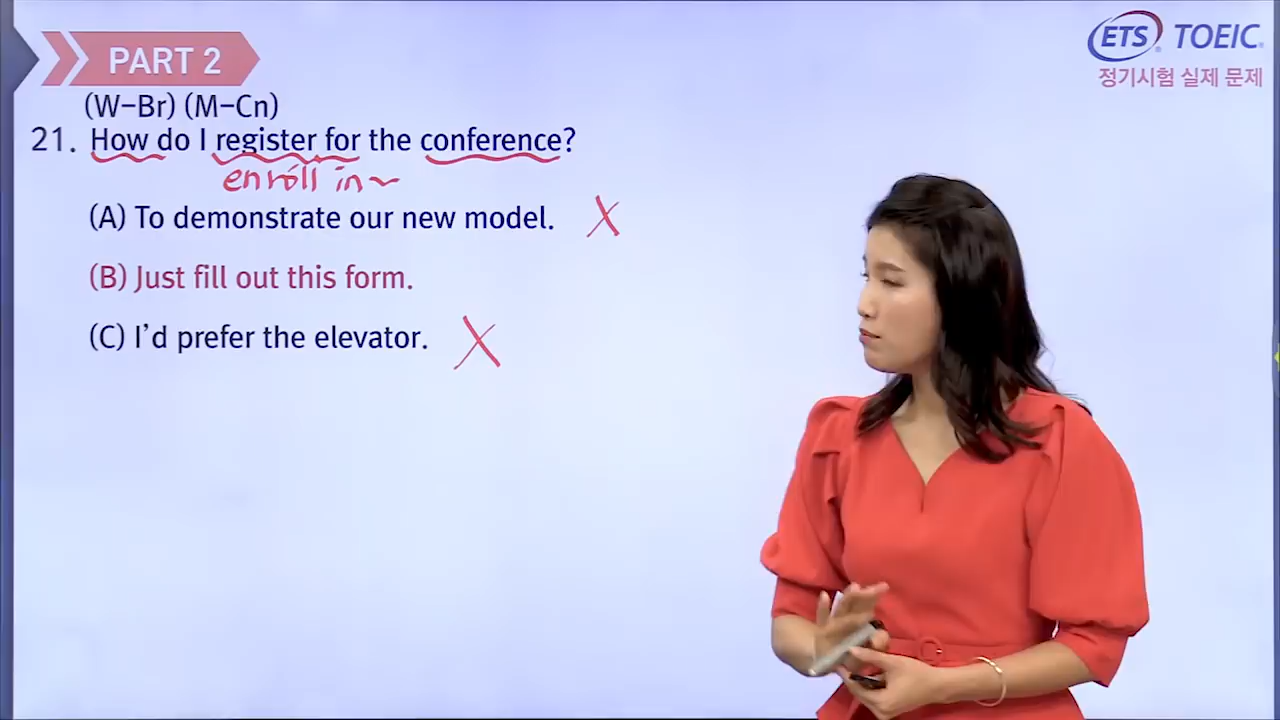 PART 2
ETS TOEIC
정기시험 실제 문제
(W-Br) (M-Cn)
21. How do I register for the conference?
enroll in~
(A) To demonstrate our new model. X
(B) Just fill out this form.
(C) I'd prefer the elevator. X